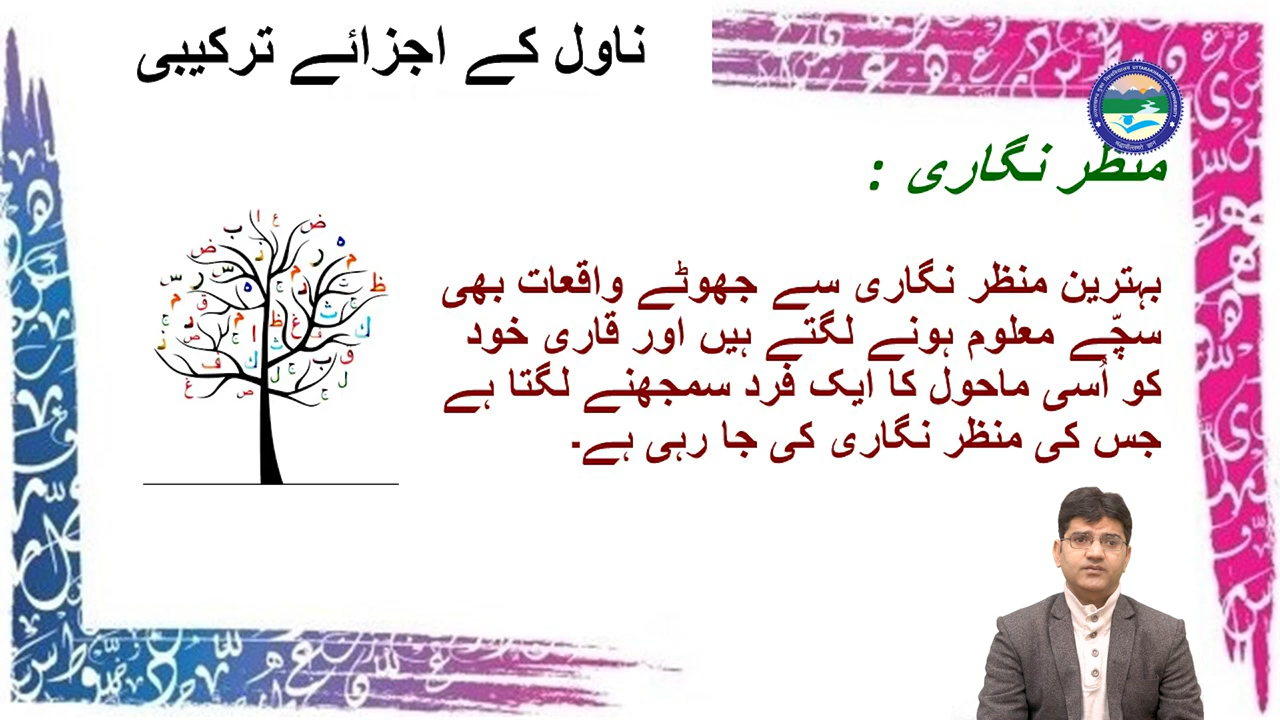 ناول کے اجزائے ترکیبی
منظر نگاری :
بہترین منظر نگاری سے جھوٹے واقعات بھی
سچّے معلوم ہونے لگتے ہیں اور قاری خود
کو اُسی ماحول کا ایک فرد سمجھنے لگتا ہے
جس کی منظر نگاری کی جا رہی ہے۔